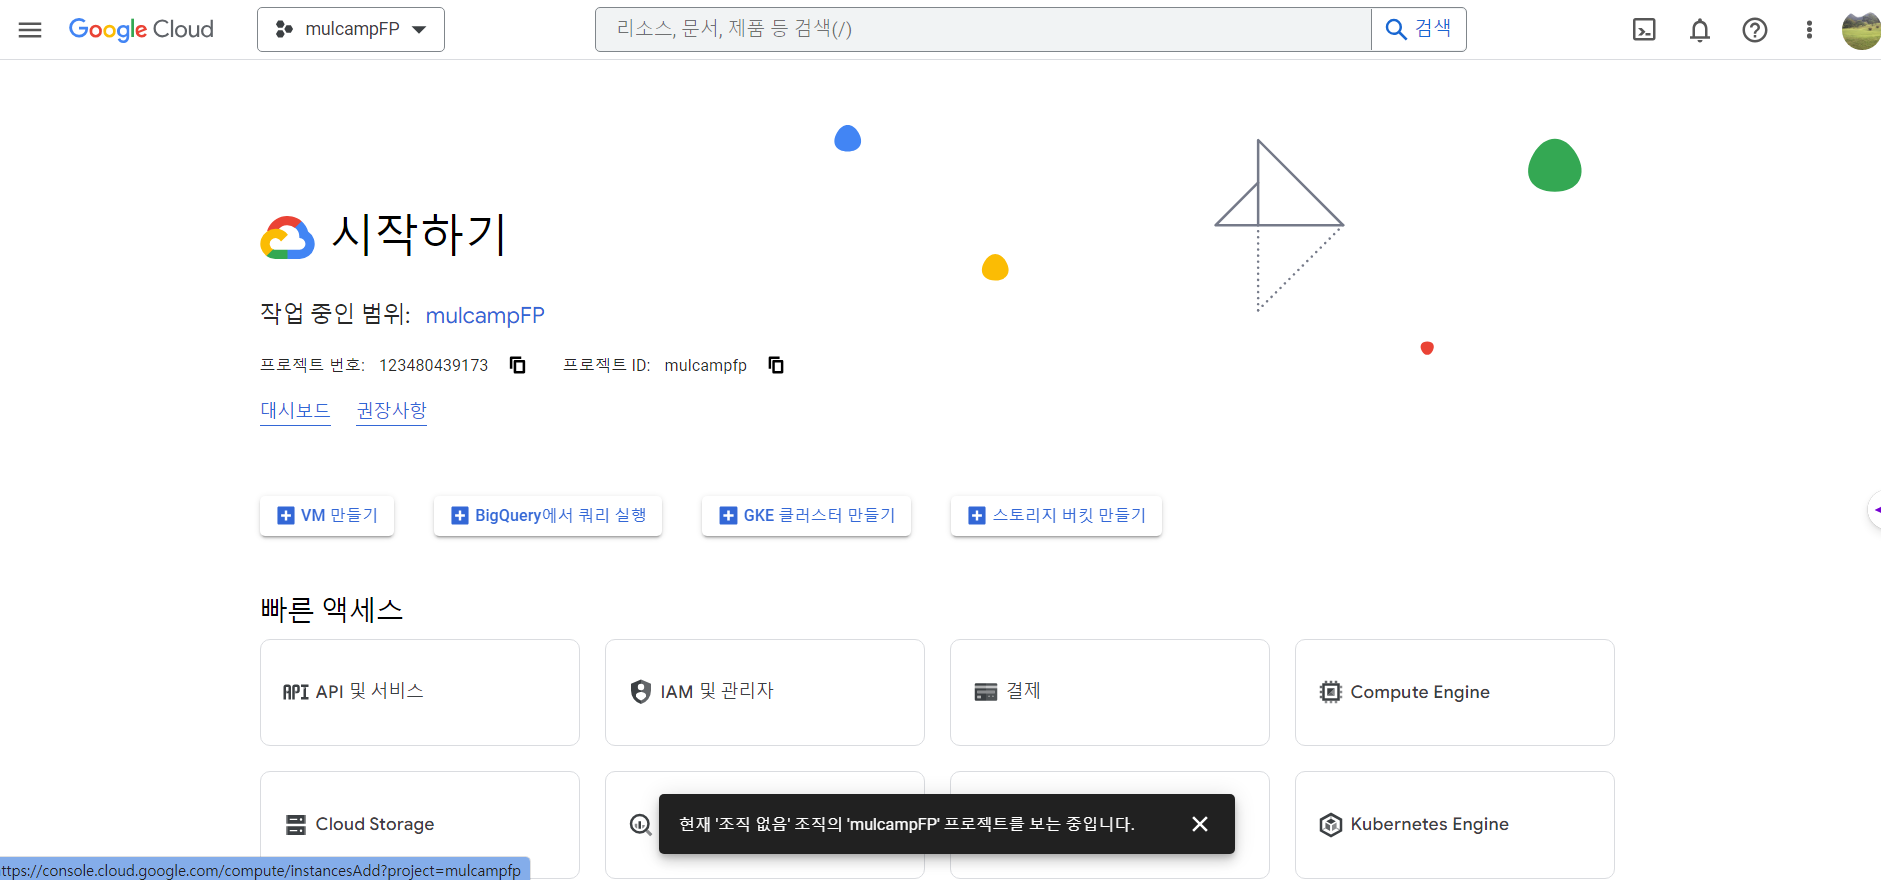 Google Cloud
mulcampFP
리소스, 문서, 제품 등 검색(/)
검색
시작하기
작업 중인 범위: mulcampFP
프로젝트 번호: 123480439173 프로젝트 ID: mulcampfp
대시보드 권장사항
VM 만들기
BigQuery에서 쿼리 실행
GKE 클러스터 만들기
스토리지 버킷 만들기
빠른 액세스
API API 및 서비스
IAM 및 관리자
결제
Compute Engine
Cloud Storage
현재 '조직 없음' 조직의 'mulcampFP' 프로젝트를 보는 중입니다.
Kubernetes Engine
ttps://console.cloud.google.com/compute/instancesAdd?project=mulcampfp